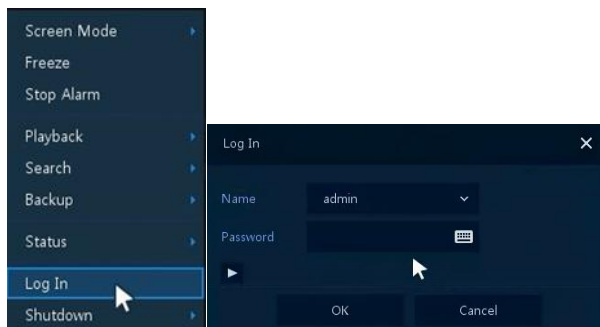 Screen Mode
Freeze
Stop Alarm
Playback
Search
Backup
Status
Log In
Shutdown
Log In
Name admin
Password
OK Cancel